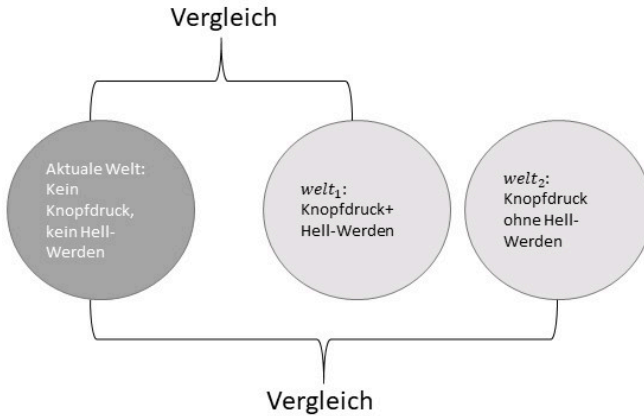 Vergleich
Aktuale Welt:
Kein
Knopfdruck,
kein Hell-
Werden
welt₁:
Knopfdruck+
Hell-Werden
welt₂:
Knopfdruck
ohne Hell-
Werden
Vergleich